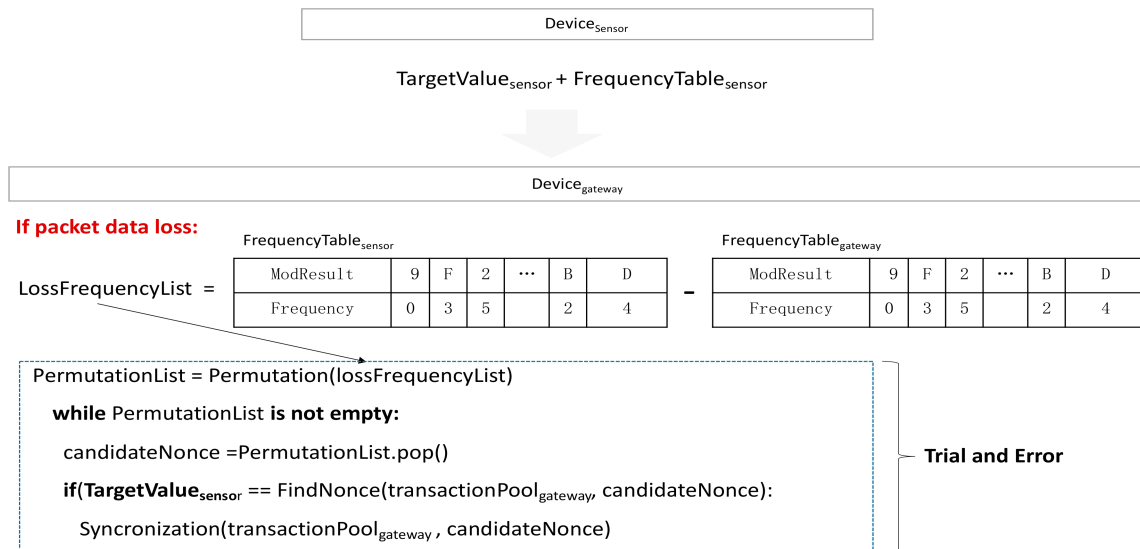 DeviceSensor
TargetValuesensor + FrequencyTablesensor
Devicegateway
If packet data loss:
FrequencyTablesensor
FrequencyTablegateway
LossFrequencyList =
ModResult 9 F 2 ⋯ B D
Frequency 0 3 5 2 4
-
ModResult 9 F 2 ⋯ B D
Frequency 0 3 5 2 4
PermutationList = Permutation(lossFrequencyList)
while PermutationList is not empty:
candidateNonce =PermutationList.pop()
if(TargetValuesensor == FindNonce(transactionPoolgateway, candidateNonce):
Syncronization(transactionPoolgateway , candidateNonce)
Trial and Error